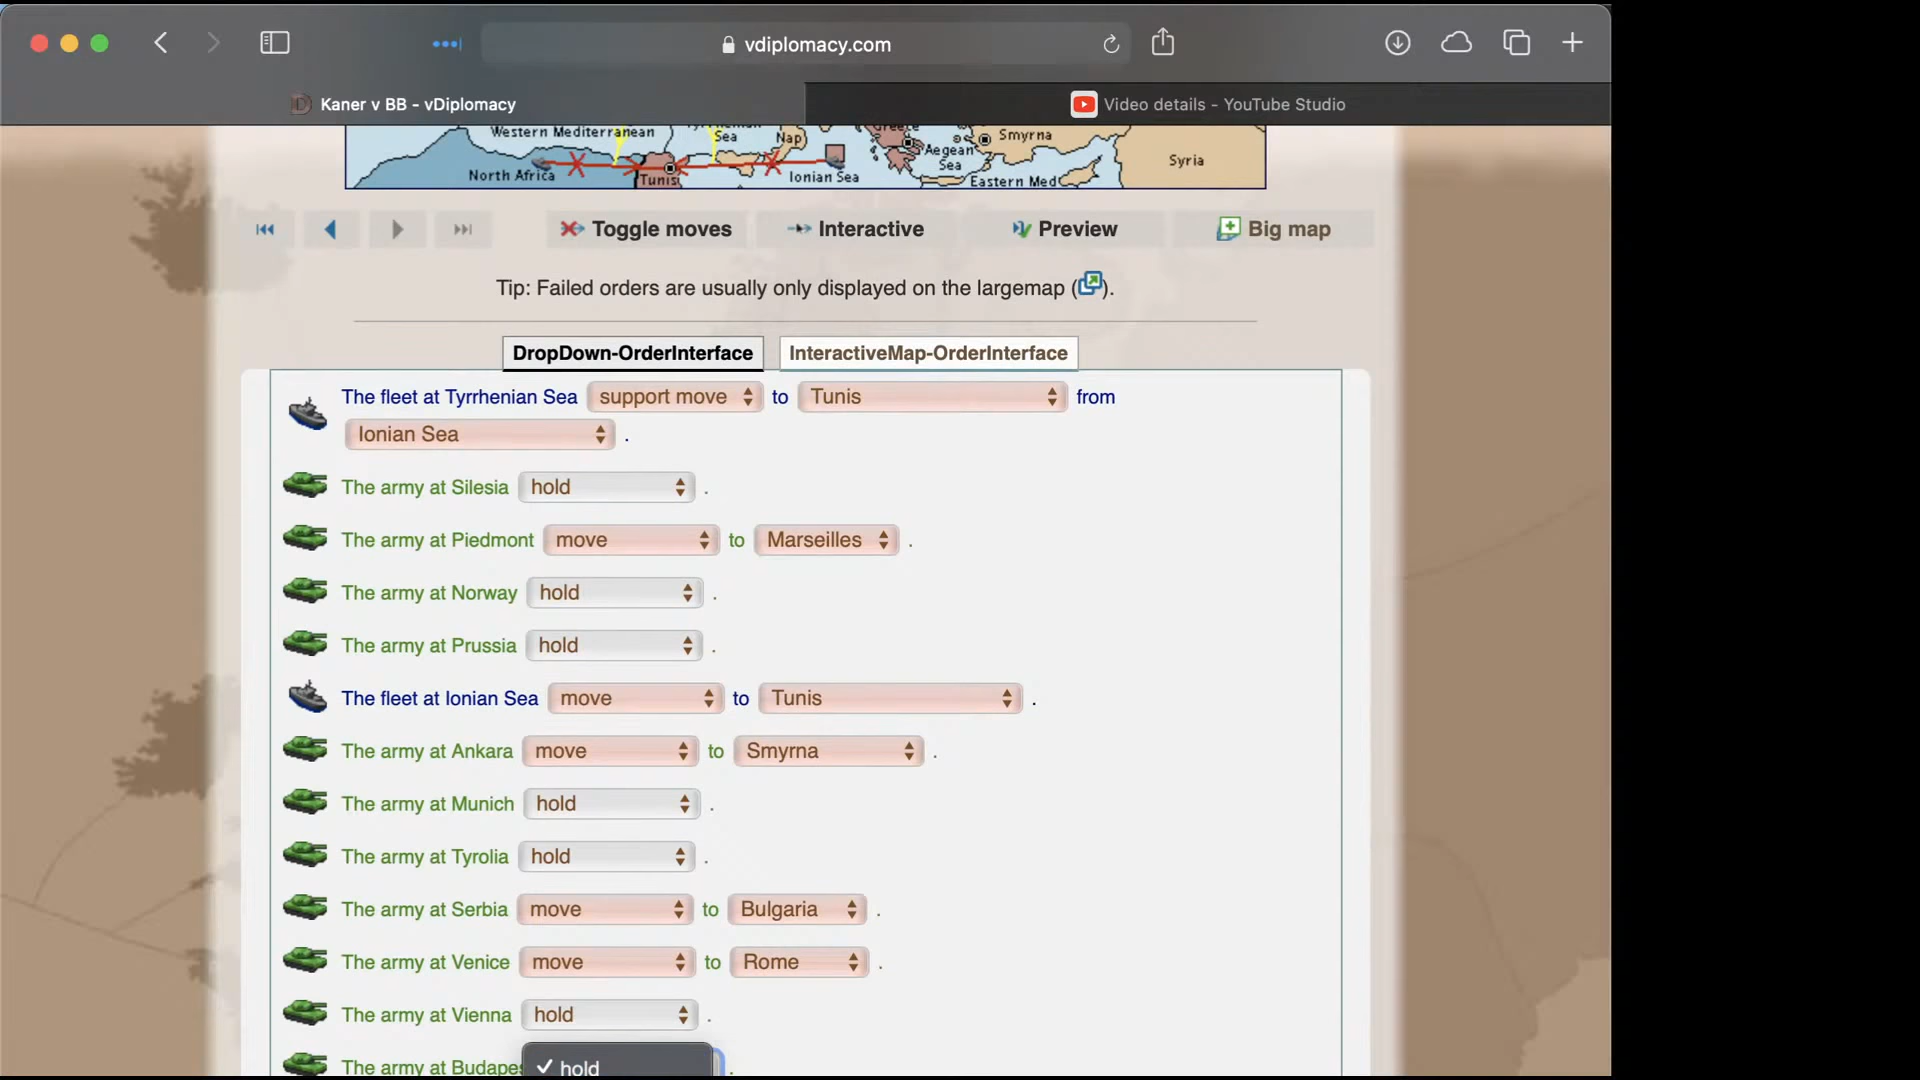 vdiplomacy.com
Kaner v BB - vDiplomacy
Video details - YouTube Studio
Western Mediterranean
Sea
Nap
Smyrna
Aegean
Sea
Syria
North Africa
Tunis
Ionian Sea
Eastern Med
Toggle moves
Interactive
Preview
Big map
Tip: Failed orders are usually only displayed on the largemap ( ).
DropDown-OrderInterface
InteractiveMap-OrderInterface
The fleet at Tyrrhenian Sea support move to Tunis from
Ionian Sea .
The army at Silesia hold .
The army at Piedmont move to Marseilles .
The army at Norway hold .
The army at Prussia hold .
The fleet at Ionian Sea move to Tunis .
The army at Ankara move to Smyrna .
The army at Munich hold .
The army at Tyrolia hold .
The army at Serbia move to Bulgaria .
The army at Venice move to Rome .
The army at Vienna hold .
The army at Budapes ✓ hold .